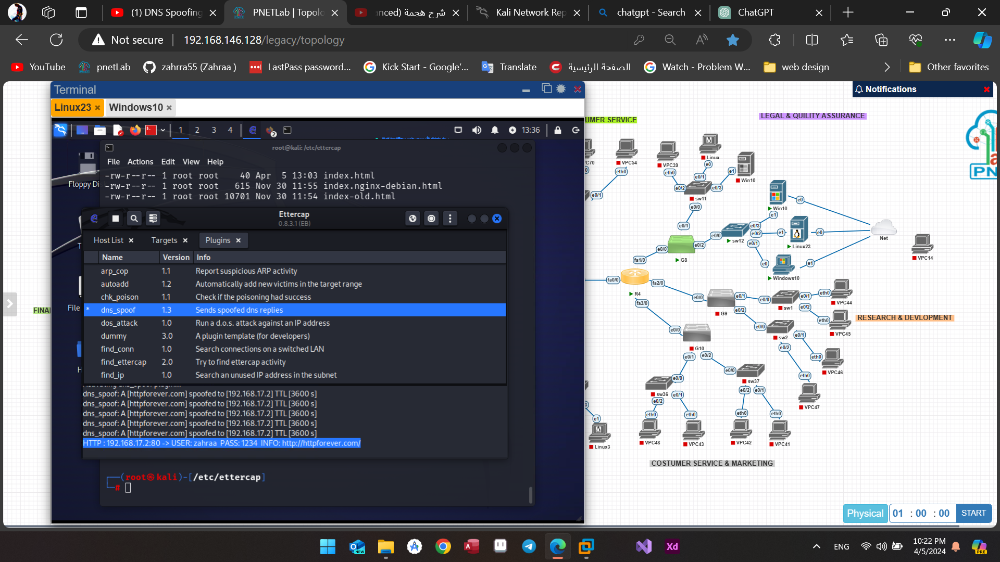 (1) DNS Spoofing
PNETLab | Topolo
شرح هجمة (anced
Kali Network Rep
chatgpt - Search
ChatGPT
Not secure
192.168.146.128/legacy/topology
YouTube
pnetLab
zahrra55 (Zahraa )
LastPass password...
Kick Start - Google'...
Translate
الصفحة الرئيسية
Watch - Problem W...
web design
Other favorites
Terminal
Linux23
Windows10
1 2 3 4
2
13:36
root@kali: /etc/ettercap
File Actions Edit View Help
-rw-r--r-- 1 root root 40 Apr 5 13:03 index.html
-rw-r--r-- 1 root root 615 Nov 30 11:55 index.nginx-debian.html
-rw-r--r-- 1 root root 10701 Nov 30 11:54 index-old.html
Floppy Di
File
Ettercap
0.8.3.1 (EB)
Host List
Targets
Plugins
Name Version Info
arp_cop 1.1 Report suspicious ARP activity
autoadd 1.2 Automatically add new victims in the target range
chk_poison 1.1 Check if the poisoning had success
* dns_spoof 1.3 Sends spoofed dns replies
dos_attack 1.0 Run a d.o.s. attack against an IP address
dummy 3.0 A plugin template (for developers)
find_conn 1.0 Search connections on a switched LAN
find_ettercap 2.0 Try to find ettercap activity
find_ip 1.0 Search an unused IP address in the subnet
dns_spoof: A [httpforever.com] spoofed to [192.168.17.2] TTL [3600 s]
dns_spoof: A [httpforever.com] spoofed to [192.168.17.2] TTL [3600 s]
dns_spoof: A [httpforever.com] spoofed to [192.168.17.2] TTL [3600 s]
dns_spoof: A [httpforever.com] spoofed to [192.168.17.2] TTL [3600 s]
dns_spoof: A [httpforever.com] spoofed to [192.168.17.2] TTL [3600 s]
HTTP : 192.168.17.2:80 -> USER: zahraa PASS: 1234 INFO: http://httpforever.com/
(root㉿kali)-[/etc/ettercap]
#
FINAN
Notifications
UMER SERVICE
LEGAL & QUILITY ASSURANCE
PN
C70
VPC54
eth0
e0/1
VPC39
eth0
Linux
e0
e0/1
e1
Win10
e0/2
e0/3
sw11
e0/0
e0/1
Win10
e0
e1
e0/3
e0/2
e0/0
sw12
e0/1
e1
Linux23
e0
Net
VPC14
e0/0
e0/2
G8
fa1/0
e0
e1
Windows10
fa0/0
fa2/0
R4
fa3/0
e0/0
e0/1
G9
e0/2
e0/0
e0/1
sw1
e0/2
eth0
VPC44
eth0
VPC45
RESEARCH & DEVLOPMENT
e0/0
sw2
e0/1
e0/2
e0/0
G10
e0/1
e0/2
eth0
VPC46
e0/0
sw37
e0/2
e0/1
eth0
VPC47
e0/0
sw36
e0/2
e0/1
e1
Linux3
eth0
VPC48
eth0
VPC43
eth0
VPC42
eth0
VPC41
COSTUMER SERVICE & MARKETING
Physical
01 : 00 : 00
START
NEW
Xd
ENG
10:22 PM
4/5/2024
PRE